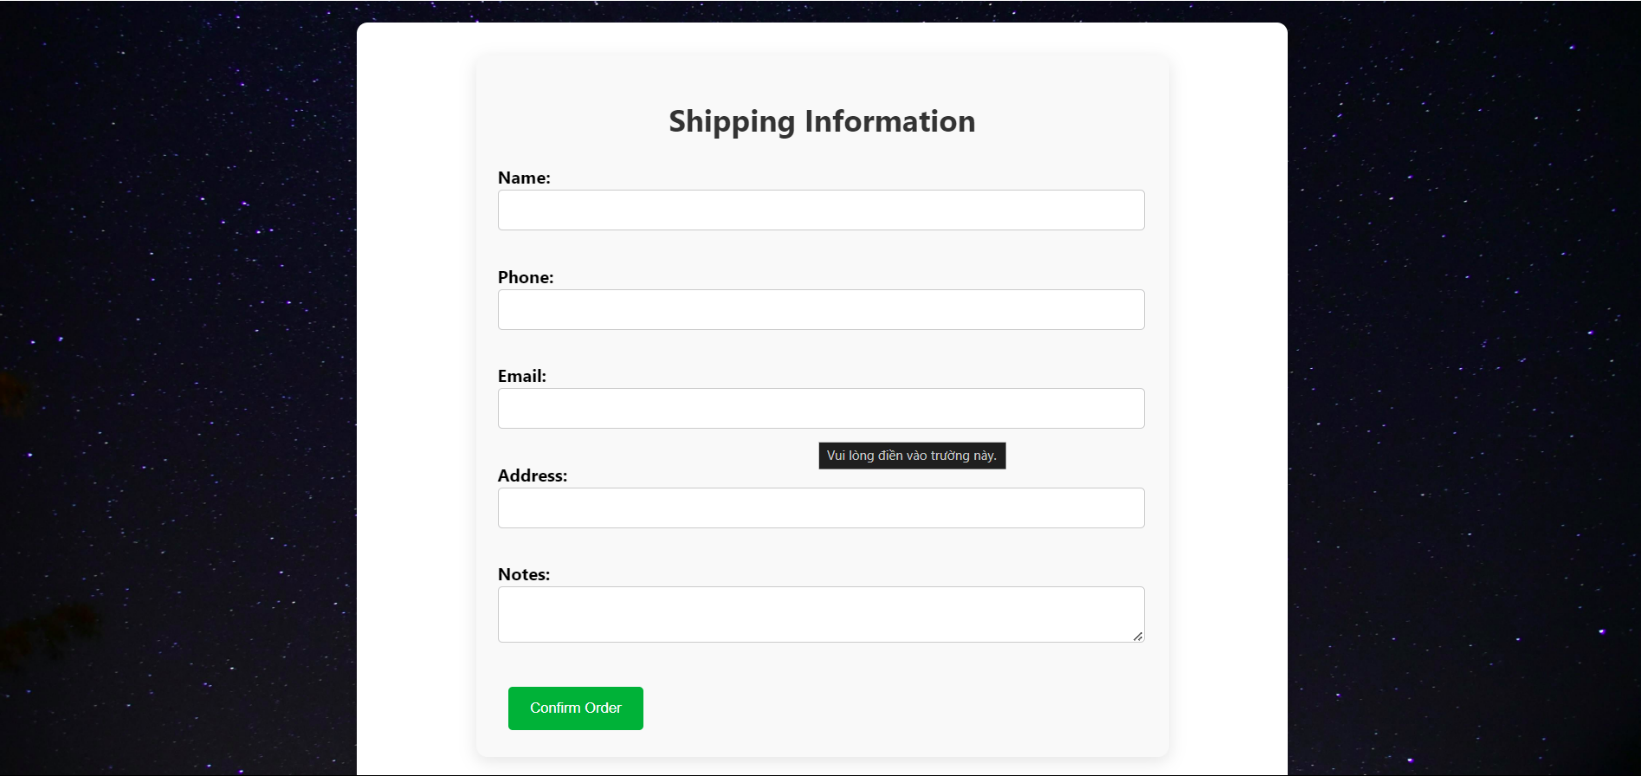 Shipping Information
Name:
Phone:
Email:
Vui lòng điền vào trường này.
Address:
Notes:
Confirm Order